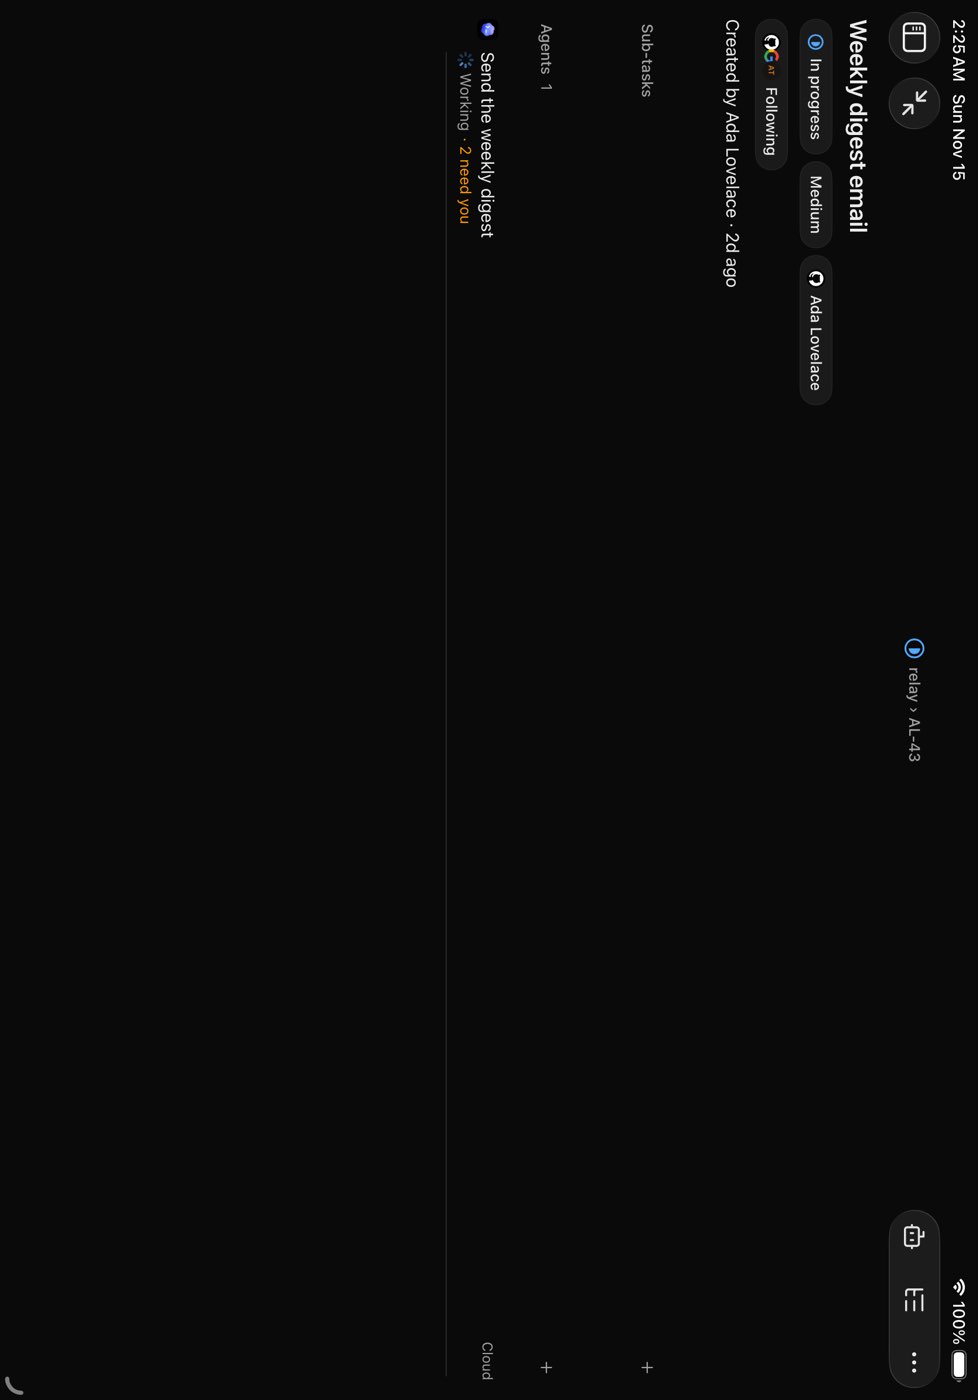 2:25 AM Sun Nov 15
100%
relay › AL-43
Weekly digest email
In progress
Medium
Ada Lovelace
AT Following
Created by Ada Lovelace · 2d ago
Sub-tasks
Agents 1
Send the weekly digest
Cloud
Working · 2 need you